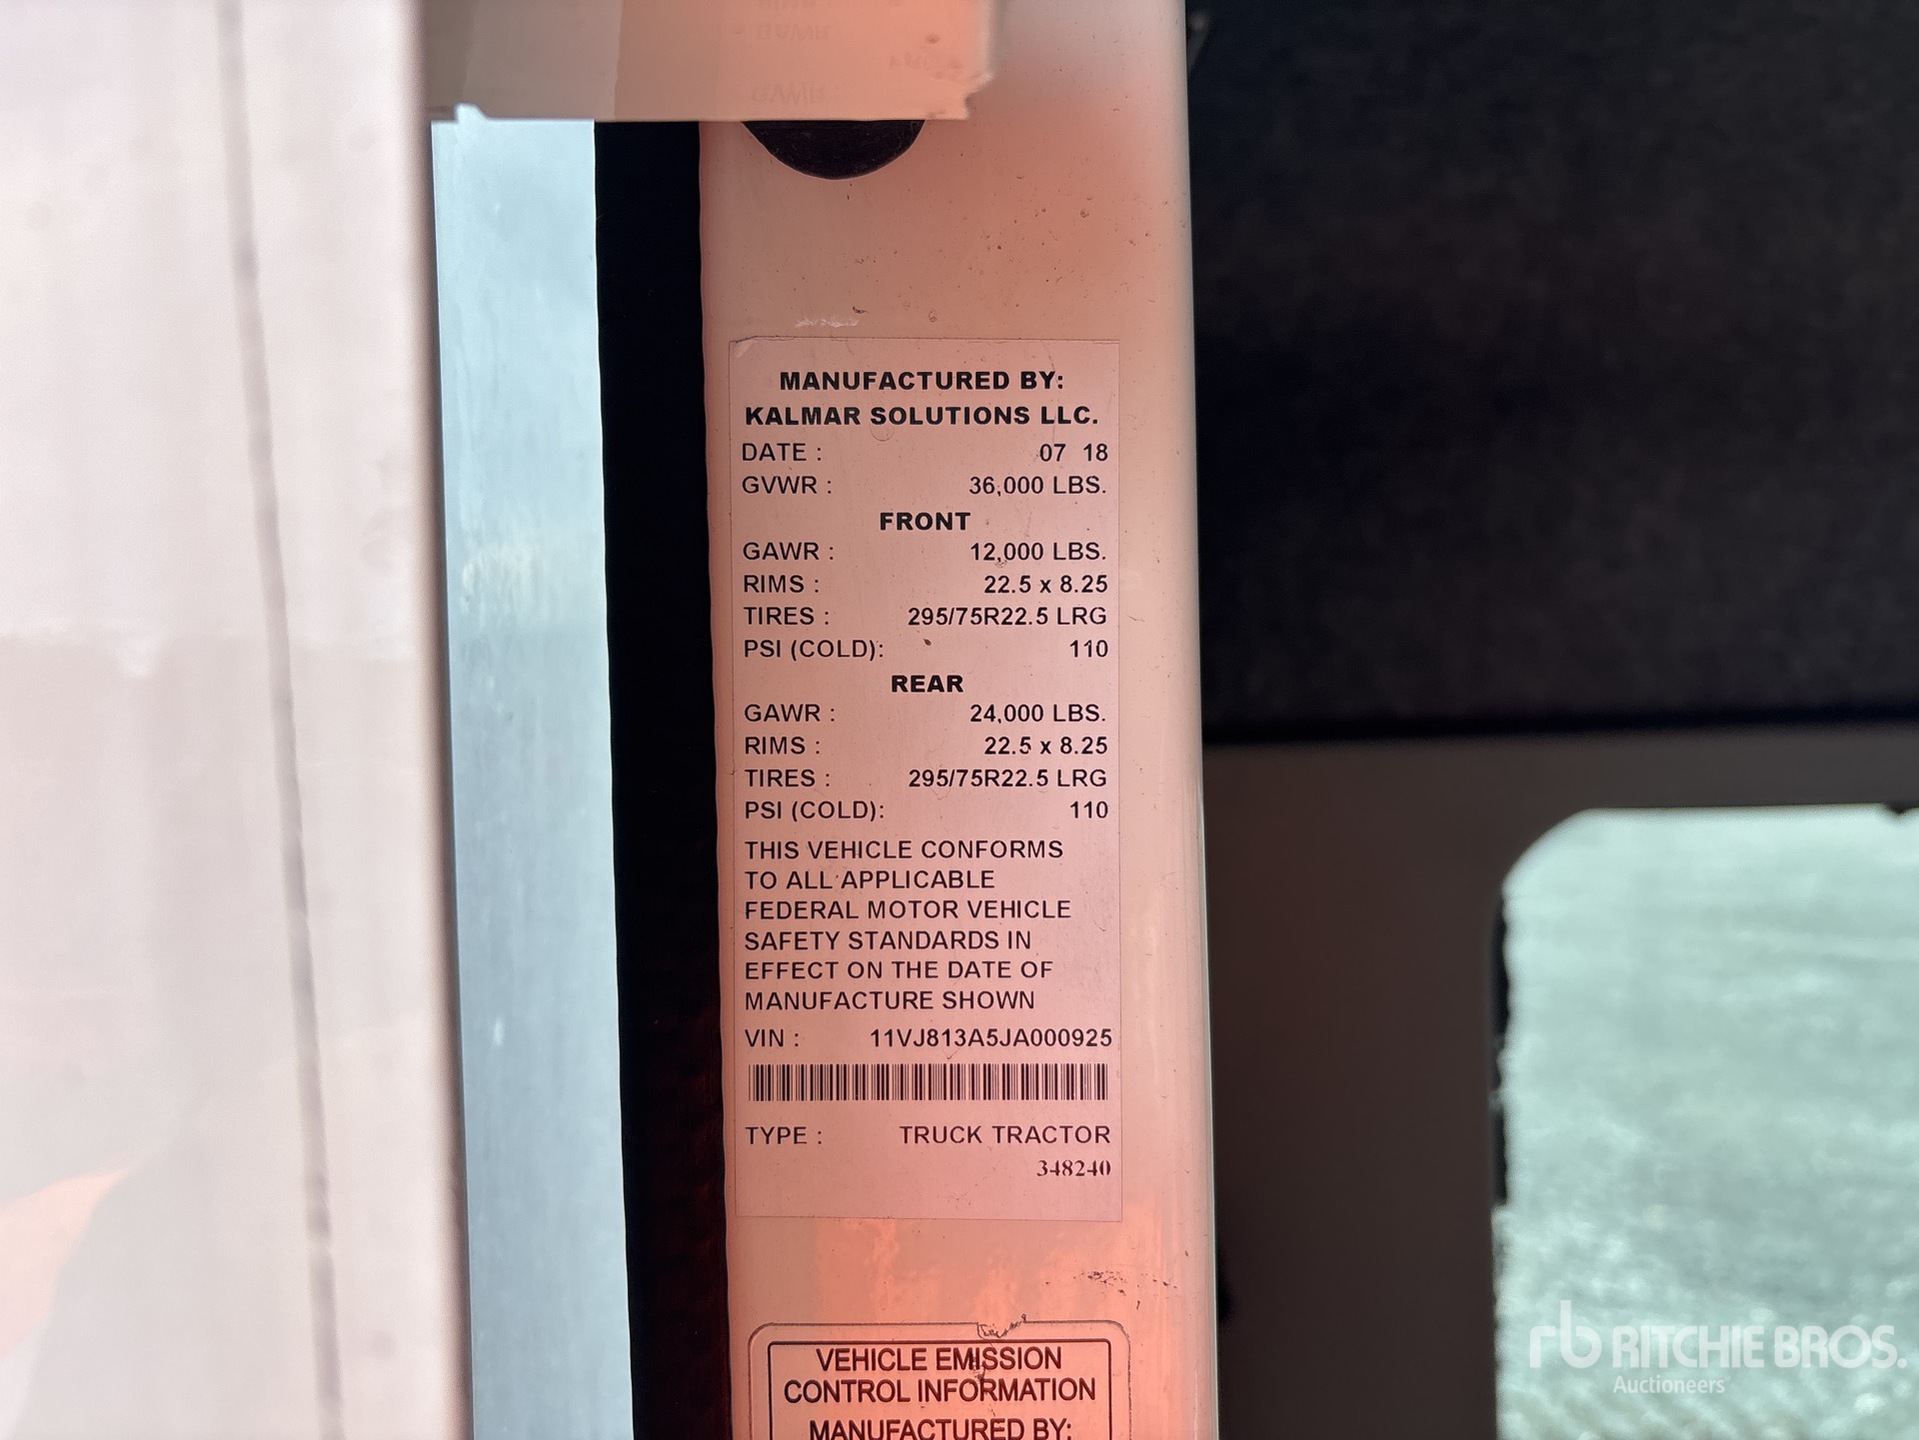 MANUFACTURED BY:
KALMAR SOLUTIONS LLC.
DATE : 07 18
GVWR : 36,000 LBS.
FRONT
GAWR : 12,000 LBS.
RIMS : 22.5 x 8.25
TIRES : 295/75R22.5 LRG
PSI (COLD): 110
REAR
GAWR : 24,000 LBS.
RIMS : 22.5 x 8.25
TIRES : 295/75R22.5 LRG
PSI (COLD): 110
THIS VEHICLE CONFORMS
TO ALL APPLICABLE
FEDERAL MOTOR VEHICLE
SAFETY STANDARDS IN
EFFECT ON THE DATE OF
MANUFACTURE SHOWN
VIN : 11VJ813A5JA000925
TYPE : TRUCK TRACTOR
348240
VEHICLE EMISSION
CONTROL INFORMATION
MANUFACTURED BY:
rb RITCHIE BROS.
Auctioneers